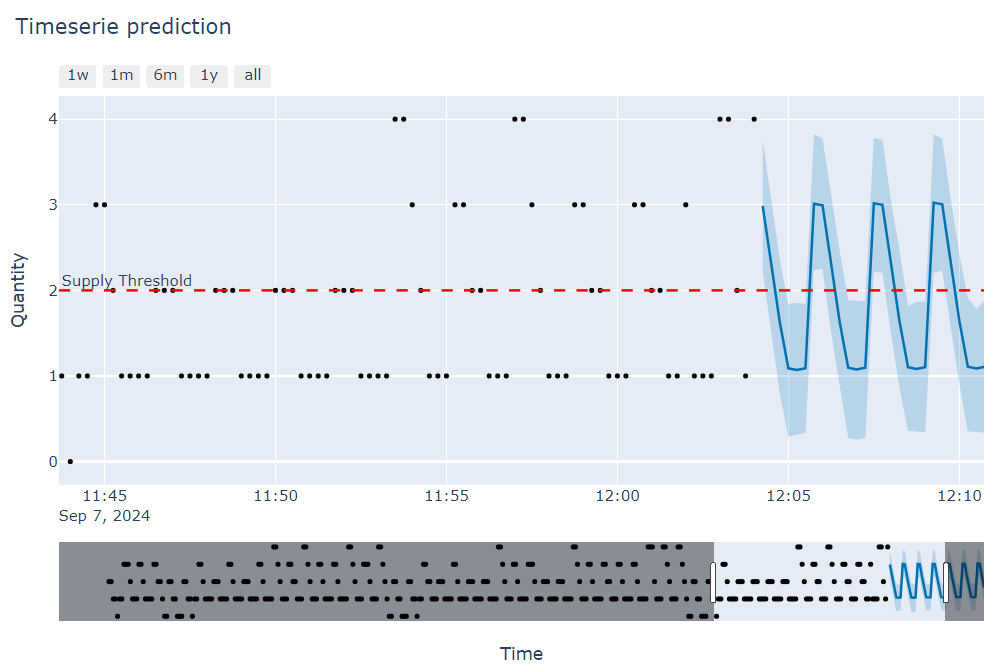 Timeserie prediction
1w 1m 6m 1y all
4
3
Supply Threshold
2
1
0
Quantity
11:45 11:50 11:55 12:00 12:05 12:10
Sep 7, 2024
Time